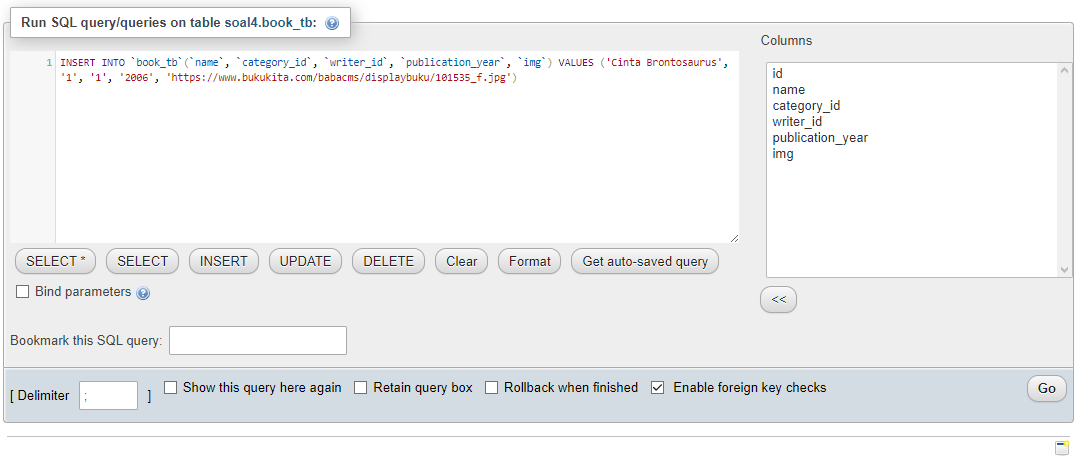 Run SQL query/queries on table soal4.book_tb:
1 INSERT INTO `book_tb`(`name`, `category_id`, `writer_id`, `publication_year`, `img`) VALUES ('Cinta Brontosaurus',
'1', '1', '2006', 'https://www.bukukita.com/babacms/displaybuku/101535_f.jpg')
Columns
id
name
category_id
writer_id
publication_year
img
SELECT * SELECT INSERT UPDATE DELETE Clear Format Get auto-saved query
Bind parameters
<<
Bookmark this SQL query:
[ Delimiter ; ] Show this query here again Retain query box Rollback when finished Enable foreign key checks Go